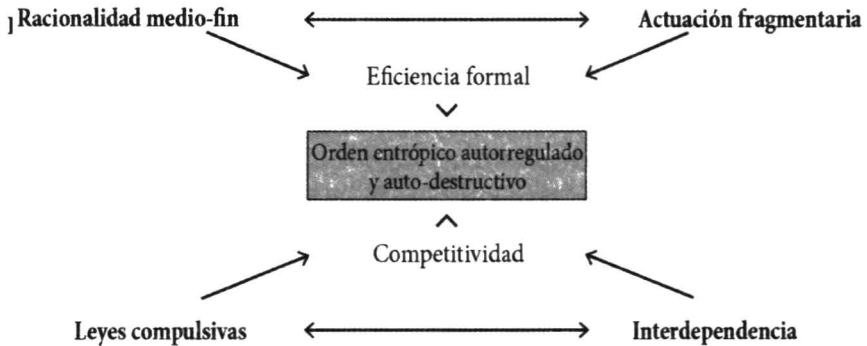 ] Racionalidad medio-fin
Actuación fragmentaria
Eficiencia formal
Orden entrópico autorregulado
y auto-destructivo
Competitividad
Leyes compulsivas
Interdependencia